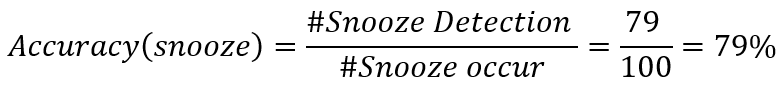 Accuracy(snooze) = #Snooze Detection / #Snooze occur = 79 / 100 = 79%